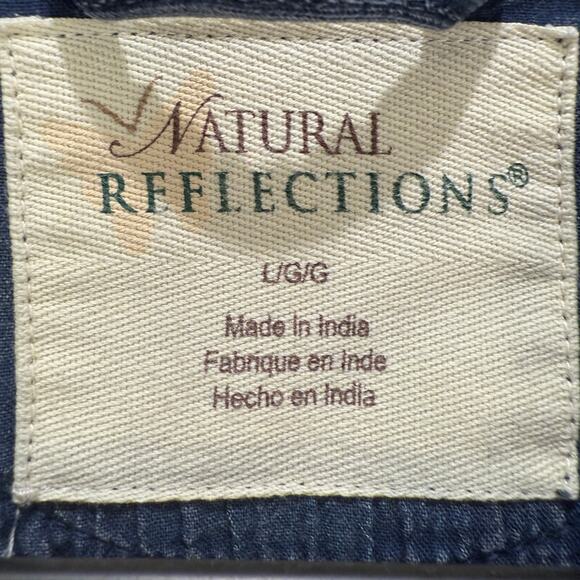 NATURAL
REFLECTIONS®
L/G/G
Made in India
Fabrique en Inde
Hecho en India